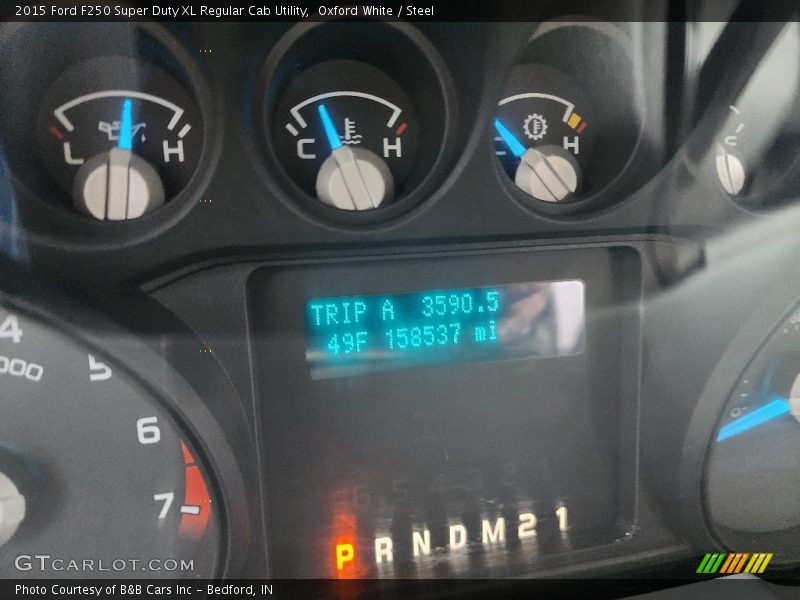 2015 Ford F250 Super Duty XL Regular Cab Utility, Oxford White / Steel
L H
C H
C H
C
TRIP A 3590.5
49F 158537 mi
4
000
5
6
7
P R N D M 2 1
GTCARLOT.COM
Photo Courtesy of B&B Cars Inc - Bedford, IN